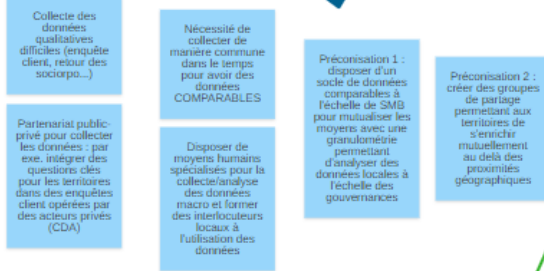 Collecte des
données
qualitatives
difficiles (enquête
client, retour des
sociorpo...)
Partenariat public-
privé pour collecter
les données : par
exe. intégrer des
questions clés
pour les territoires
dans des enquêtes
client opérées par
des acteurs privés
(CDA)
Nécessité de
collecter de
manière commune
dans le temps
pour avoir des
données
COMPARABLES
Disposer de
moyens humains
spécialisés pour la
collecte/analyse
des données
macro et former
des interlocuteurs
locaux à
l'utilisation des
données
Préconisation 1 :
disposer d'un
socle de données
comparables à
l'échelle de SMB
pour mutualiser les
moyens avec une
granulométrie
permettant
d'analyser des
données locales à
l'échelle des
gouvernances
Préconisation 2 :
créer des groupes
de partage
permettant aux
territoires de
s'enrichir
mutuellement
au delà des
proximités
géographiques